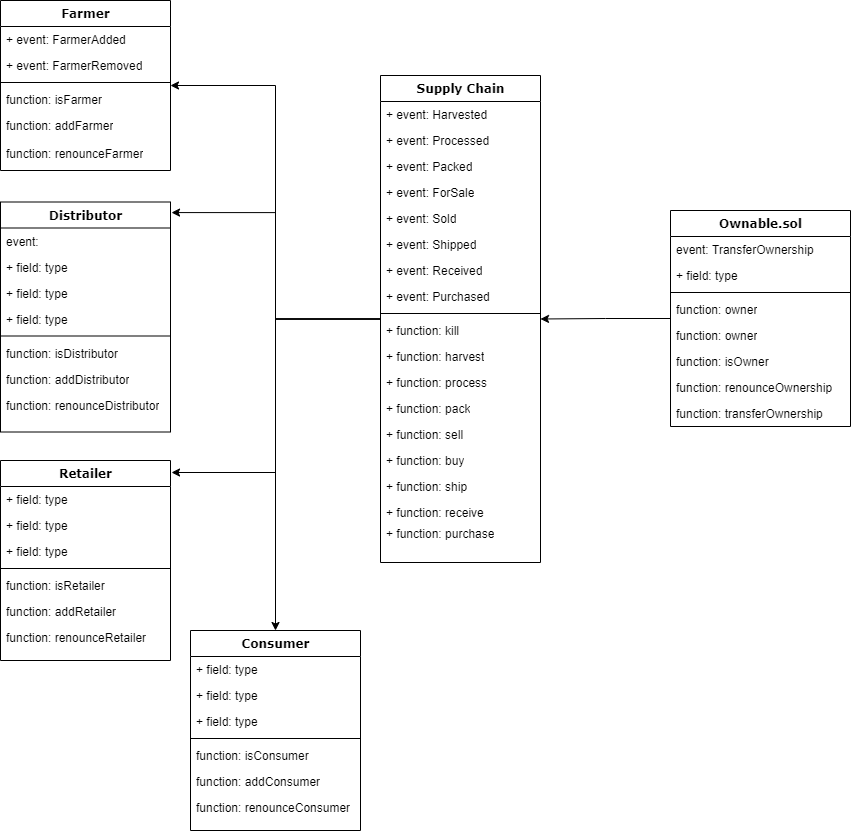 Farmer
+ event: FarmerAdded
+ event: FarmerRemoved
function: isFarmer
function: addFarmer
function: renounceFarmer
Distributor
event:
+ field: type
+ field: type
+ field: type
function: isDistributor
function: addDistributor
function: renounceDistributor
Retailer
+ field: type
+ field: type
+ field: type
function: isRetailer
function: addRetailer
function: renounceRetailer
Consumer
+ field: type
+ field: type
+ field: type
function: isConsumer
function: addConsumer
function: renounceConsumer
Supply Chain
+ event: Harvested
+ event: Processed
+ event: Packed
+ event: ForSale
+ event: Sold
+ event: Shipped
+ event: Received
+ event: Purchased
+ function: kill
+ function: harvest
+ function: process
+ function: pack
+ function: sell
+ function: buy
+ function: ship
+ function: receive
+ function: purchase
Ownable.sol
event: TransferOwnership
+ field: type
function: owner
function: owner
function: isOwner
function: renounceOwnership
function: transferOwnership